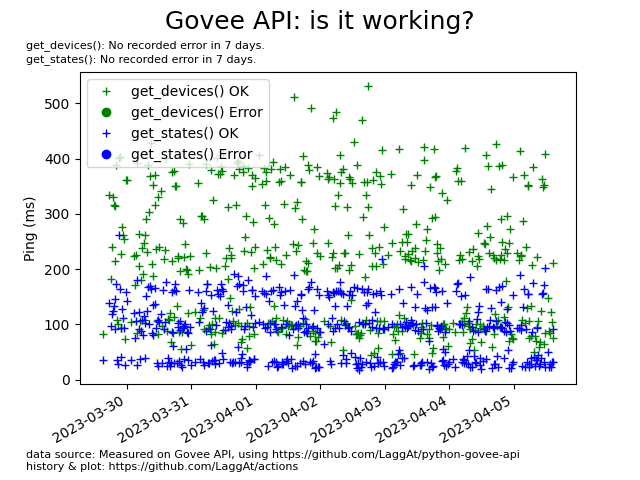 Govee API: is it working?
get_devices(): No recorded error in 7 days.
get_states(): No recorded error in 7 days.
get_devices() OK
get_devices() Error
get_states() OK
get_states() Error
Ping (ms)
500
400
300
200
100
0
2023-03-30
2023-03-31
2023-04-01
2023-04-02
2023-04-03
2023-04-04
2023-04-05
data source: Measured on Govee API, using https://github.com/LaggAt/python-govee-api
history & plot: https://github.com/LaggAt/actions